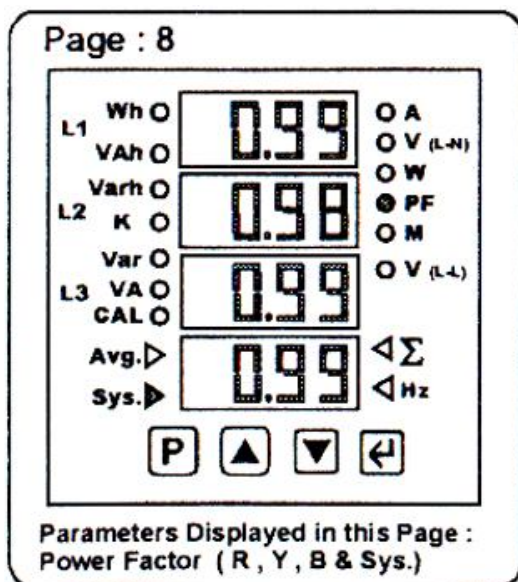 Page : 8
L1 Wh 0.99 A
VAh V (L-N)
W
L2 Varh 0.98 PF
K M
Var V (L-L)
L3 VA 0.99
CAL
Avg. 0.99 Σ
Sys. Hz
P
Parameters Displayed in this Page :
Power Factor ( R , Y , B & Sys.)